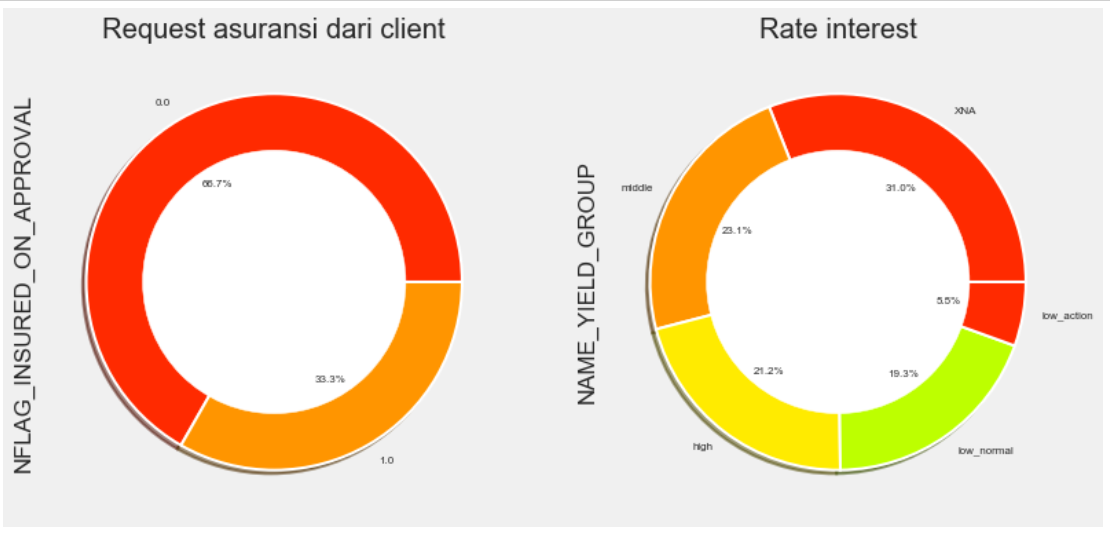 Request asuransi dari client
NFLAG_INSURED_ON_APPROVAL
0.0
66.7%
33.3%
1.0
Rate interest
NAME_YIELD_GROUP
XNA
31.0%
middle
23.1%
5.5%
low_action
21.2%
19.3%
high
low_normal